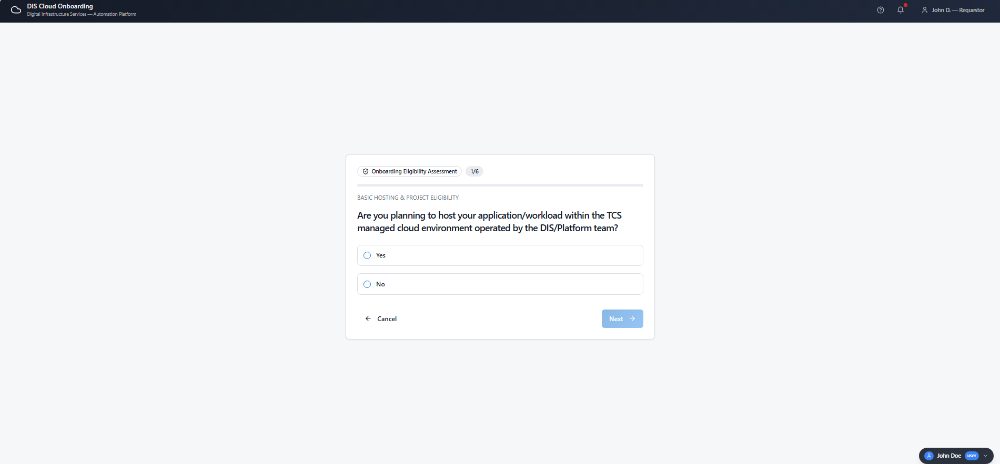 DIS Cloud Onboarding
Digital Infrastructure Services — Automation Platform
John D. — Requestor
Onboarding Eligibility Assessment
1/6
BASIC HOSTING & PROJECT ELIGIBILITY
Are you planning to host your application/workload within the TCS
managed cloud environment operated by the DIS/Platform team?
Yes
No
Cancel
Next
John Doe user